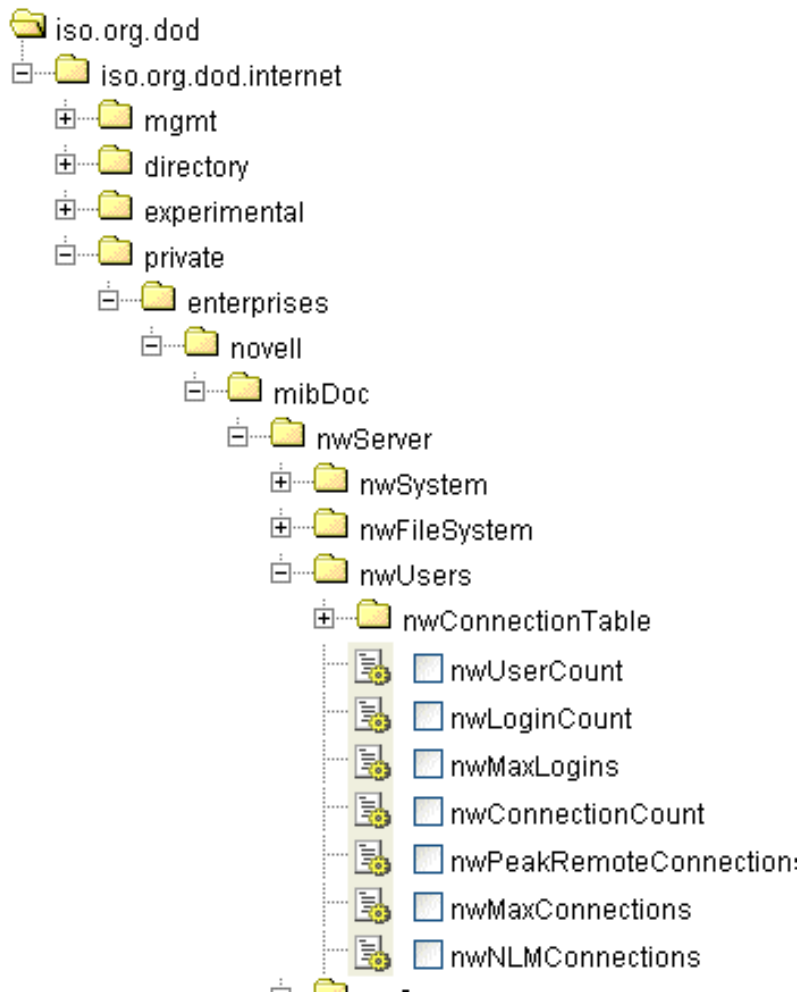 iso.org.dod
iso.org.dod.internet
mgmt
directory
experimental
private
enterprises
novell
mibDoc
nwServer
nwSystem
nwFileSystem
nwUsers
nwConnectionTable
nwUserCount
nwLoginCount
nwMaxLogins
nwConnectionCount
nwPeakRemoteConnections
nwMaxConnections
nwNLMConnections